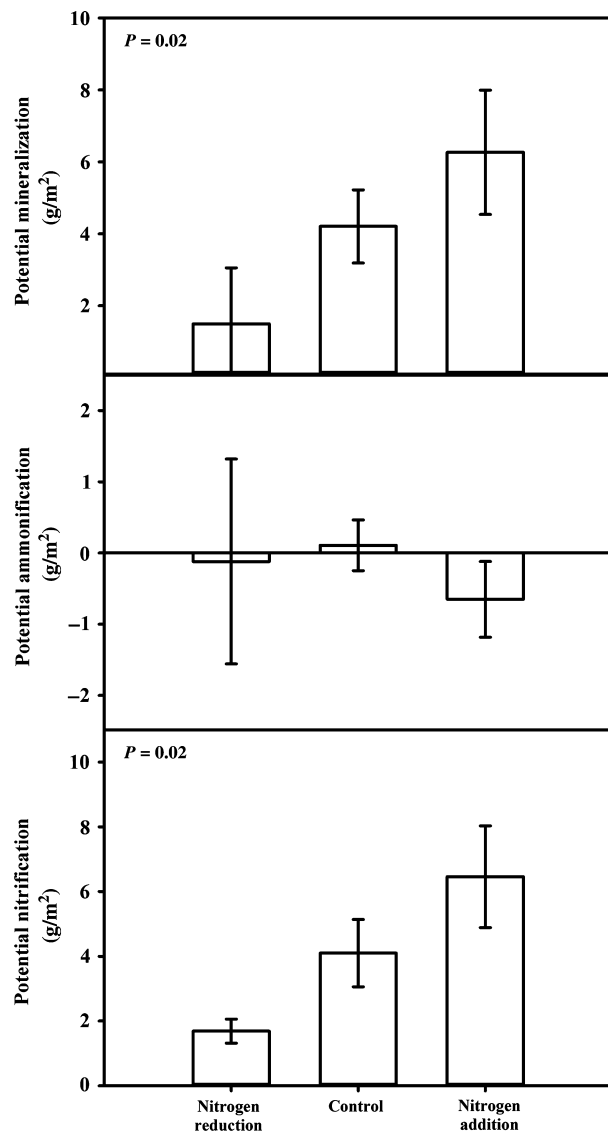 10
P = 0.02
8
6
4
2
Potential mineralization
(g/m²)
2
1
0
−1
−2
Potential ammonification
(g/m²)
P = 0.02
10
8
6
4
2
0
Potential nitrification
(g/m²)
Nitrogen
reduction
Control
Nitrogen
addition